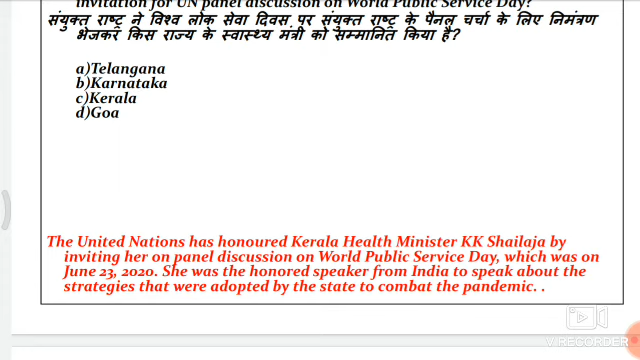 invitation for UN panel discussion on World Public Service Day?
संयुक्त राष्ट्र ने विश्व लोक सेवा दिवस पर संयुक्त राष्ट्र के पैनल चर्चा के लिए निमंत्रण
भेजकर किस राज्य के स्वास्थ्य मंत्री को सम्मानित किया है?
a)Telangana
b)Karnataka
c)Kerala
d)Goa
The United Nations has honoured Kerala Health Minister KK Shailaja by
inviting her on panel discussion on World Public Service Day, which was on
June 23, 2020. She was the honored speaker from India to speak about the
strategies that were adopted by the state to combat the pandemic. .
V RECORDER